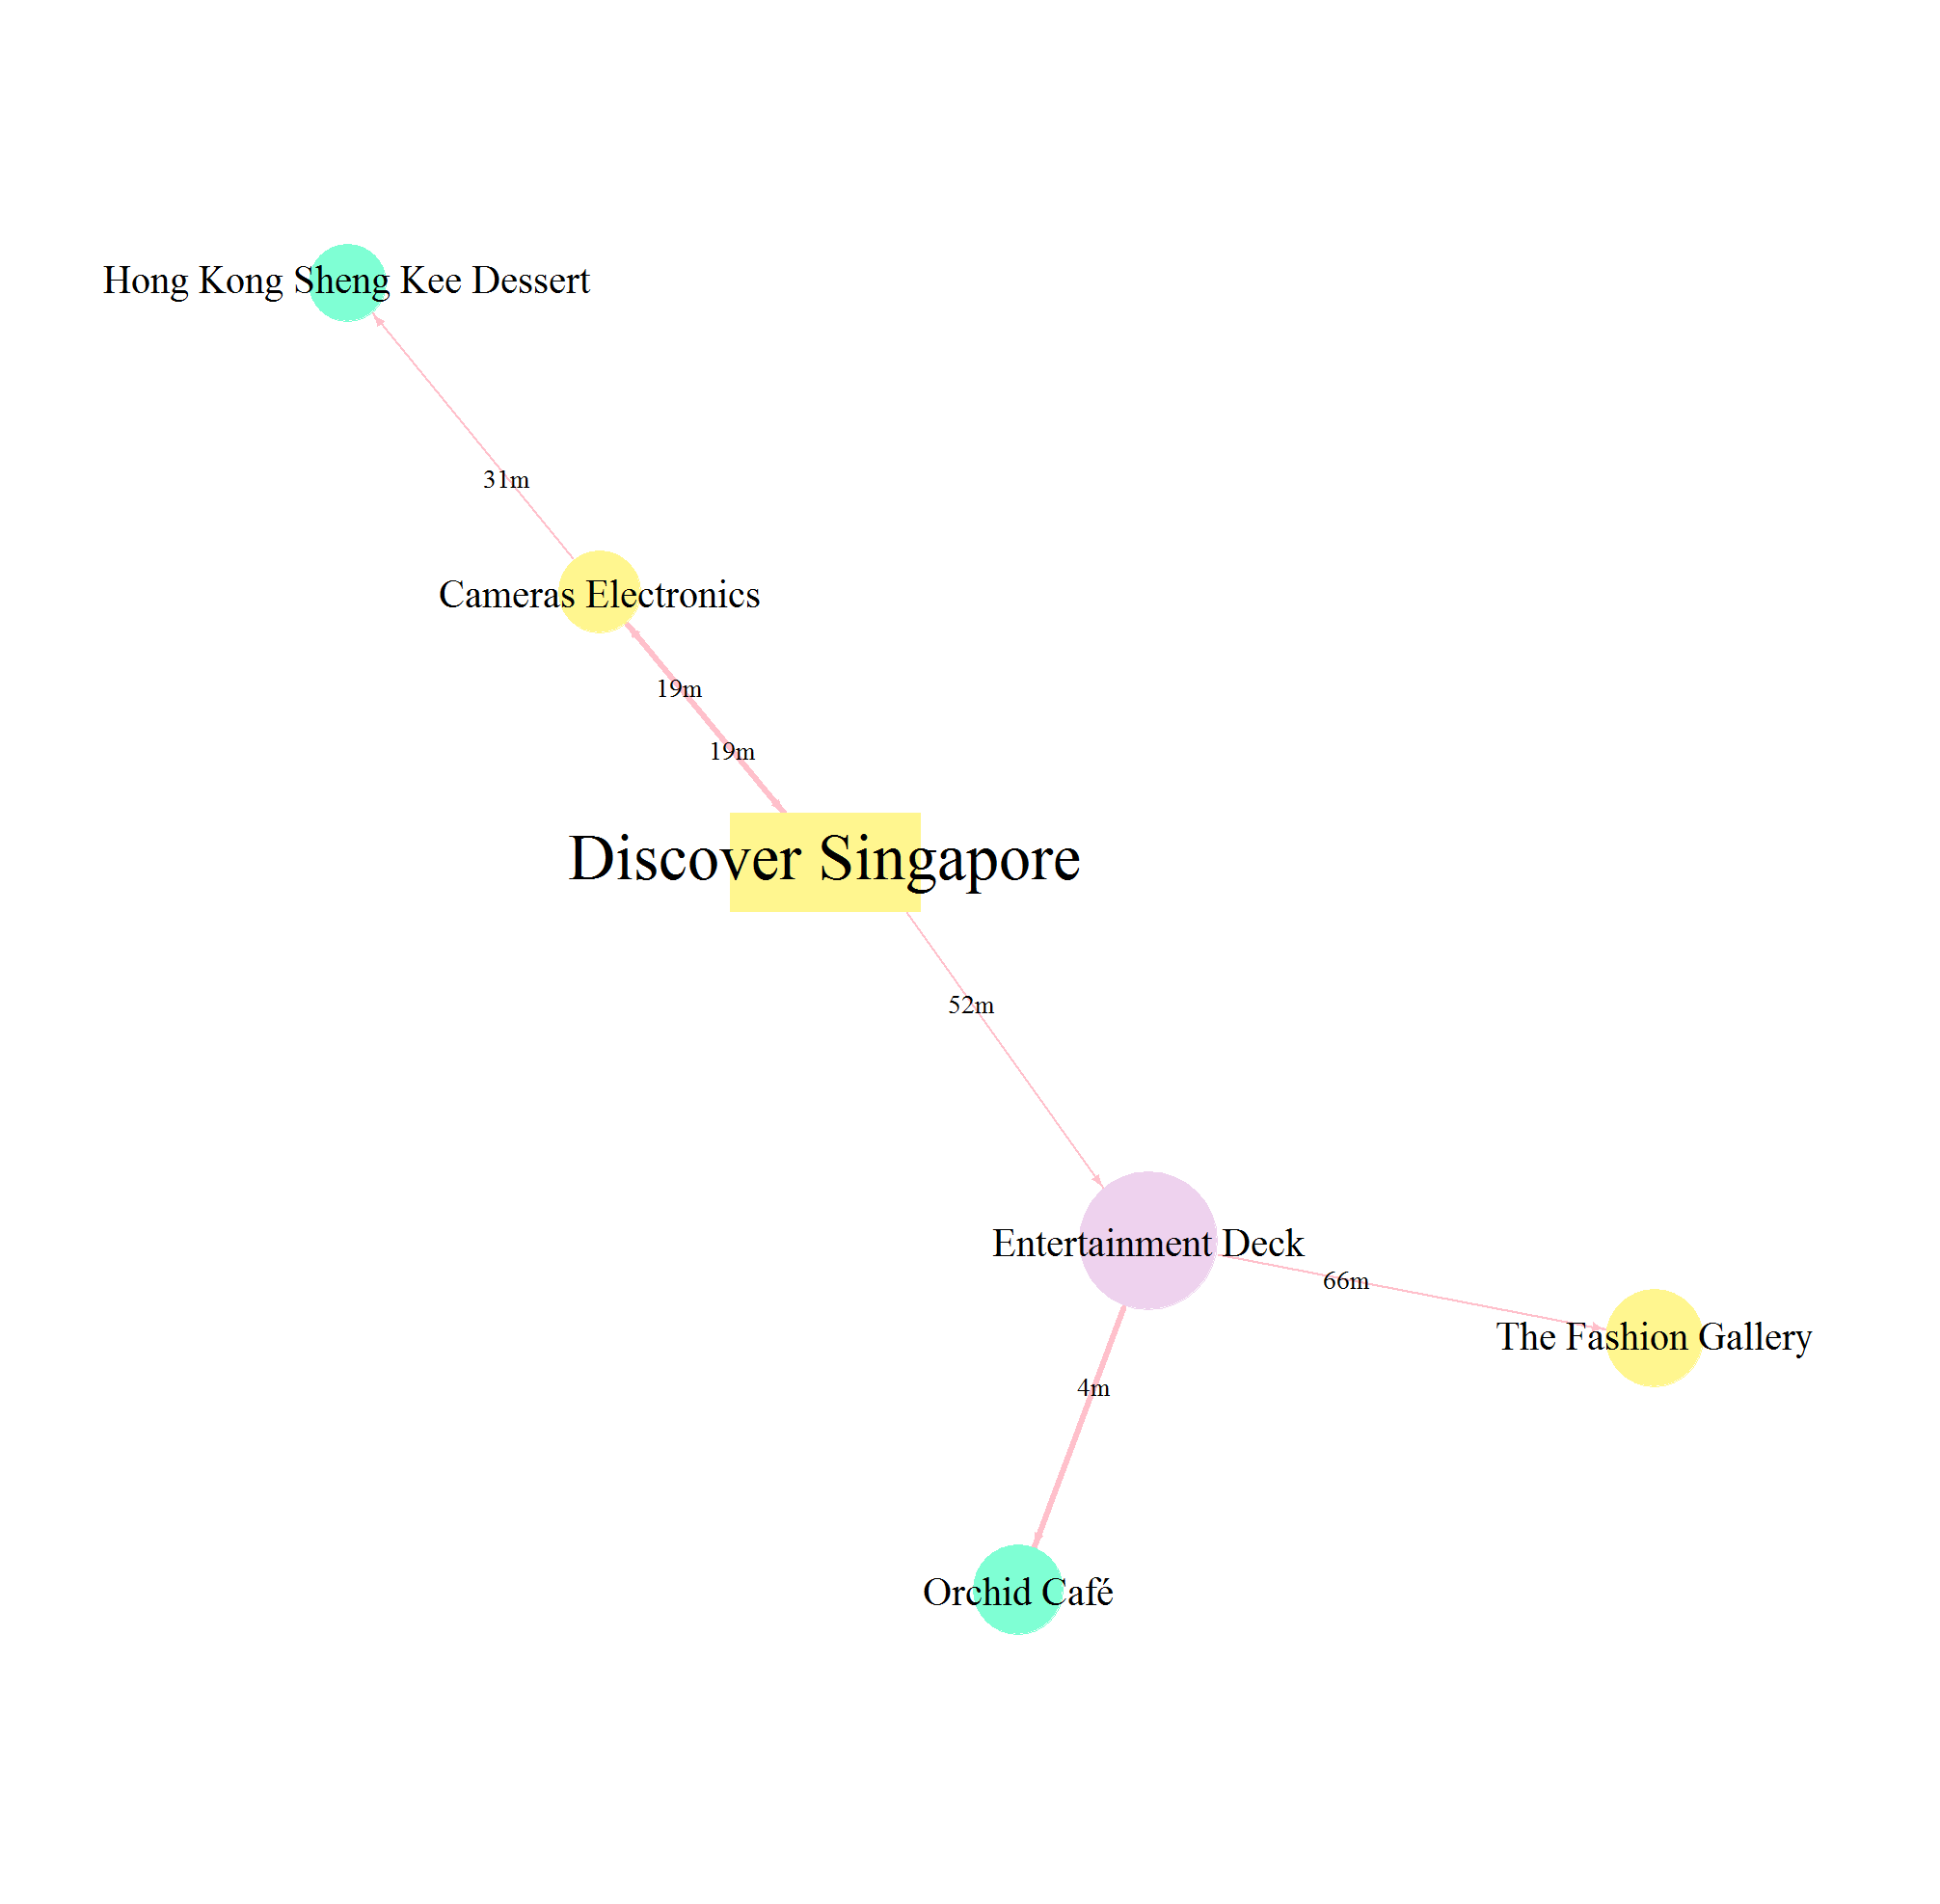 Hong Kong Sheng Kee Dessert
31m
Cameras Electronics
19m
19m
Discover Singapore
52m
Entertainment Deck
66m
The Fashion Gallery
4m
Orchid Café